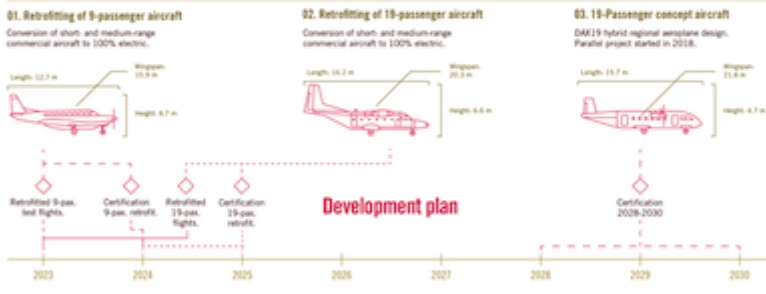 01. Retrofitting of 9-passenger aircraft
Conversion of short- and medium-range
commercial aircraft to 100% electric.
Length: 12.7 m
Wingspan:
15.9 m
Height: 4.7 m
02. Retrofitting of 19-passenger aircraft
Conversion of short- and medium-range
commercial aircraft to 100% electric.
Length: 16.2 m
Wingspan:
20.3 m
Height: 6.6 m
03. 19-Passenger concept aircraft
DAX19 hybrid regional aeroplane design.
Parallel project started in 2018.
Length: 15.7 m
Wingspan:
21.8 m
Height: 4.7 m
Retrofitted 9-pax.
test flights.
Certification
9-pax. retrofit.
Retrofitted
19-pax.
flights.
Certification
19-pax.
retrofit.
Development plan
Certification
2028-2030
2023
2024
2025
2026
2027
2028
2029
2030